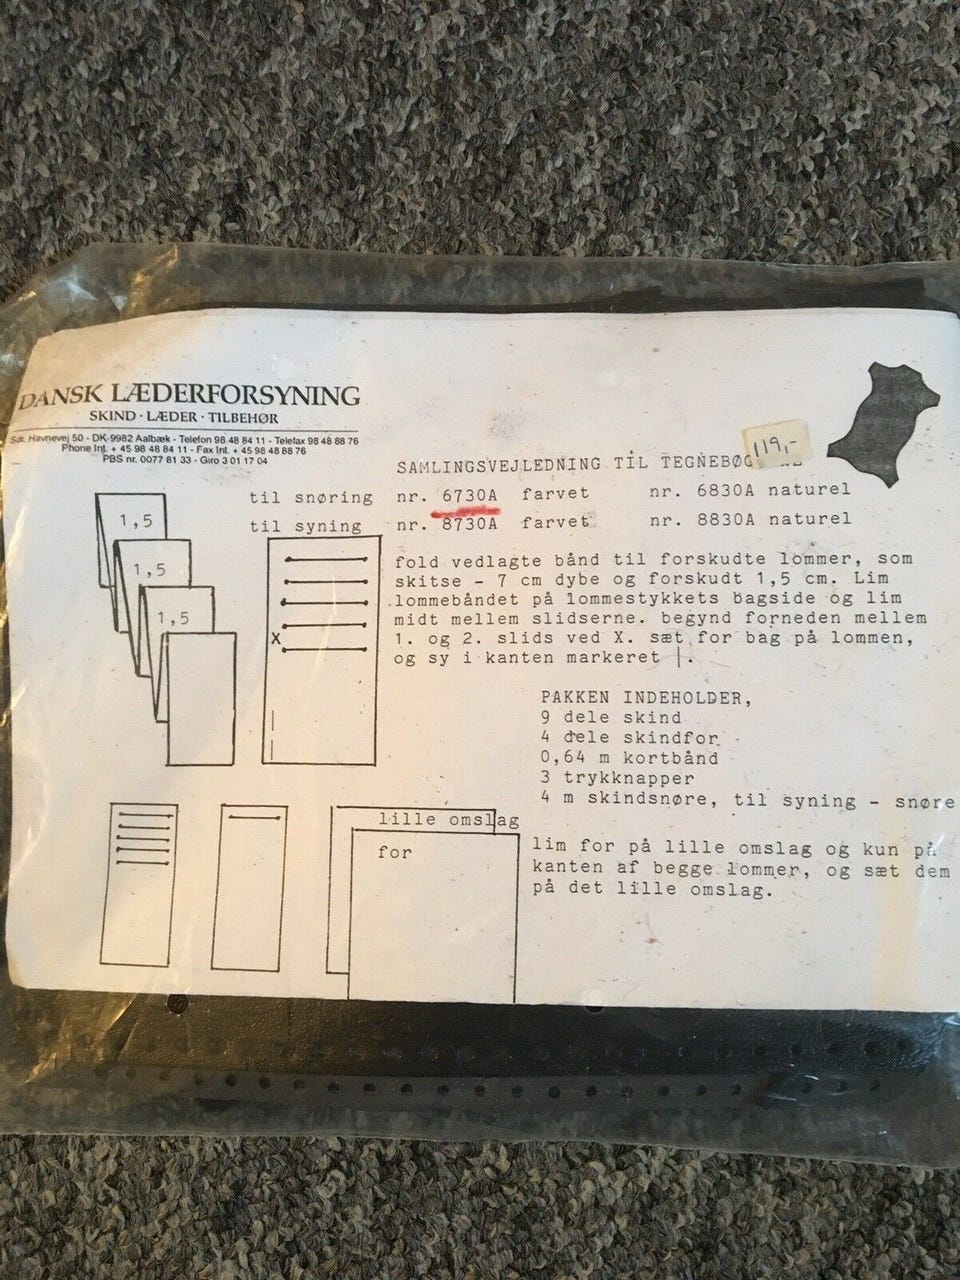 DANSK LÆDERFORSYNING
SKIND · LÆDER · TILBEHØR
Sdr. Havnevej 50 - DK-9982 Aalbæk - Telefon 98 48 84 11 - Telefax 98 48 88 76
Phone Int. + 45 98 48 84 11 - Fax Int. + 45 98 48 88 76
PBS nr. 0077 81 33 - Giro 3 01 17 04
119,-
SAMLINGSVEJLEDNING TIL
til snøring nr. 6730A farvet nr. 6830A naturel
til syning nr. 8730A farvet nr. 8830A naturel
1,5
1,5
1,5
X
fold vedlagte bånd til forskudte lommer, som
skitse - 7 cm dybe og forskudt 1,5 cm. Lim
lommebåndet på lommestykkets bagside og lim
midt mellem slidserne. begynd forneden mellem
1. og 2. slids ved X. sæt for bag på lommen,
og sy i kanten markeret |.
PAKKEN INDEHOLDER,
9 dele skind
4 dele skindfor
0,64 m kortbånd
3 trykknapper
4 m skindsnøre, til syning - snøre
lille omslag
for
lim for på lille omslag og kun på
kanten af begge lommer, og sæt dem
på det lille omslag.